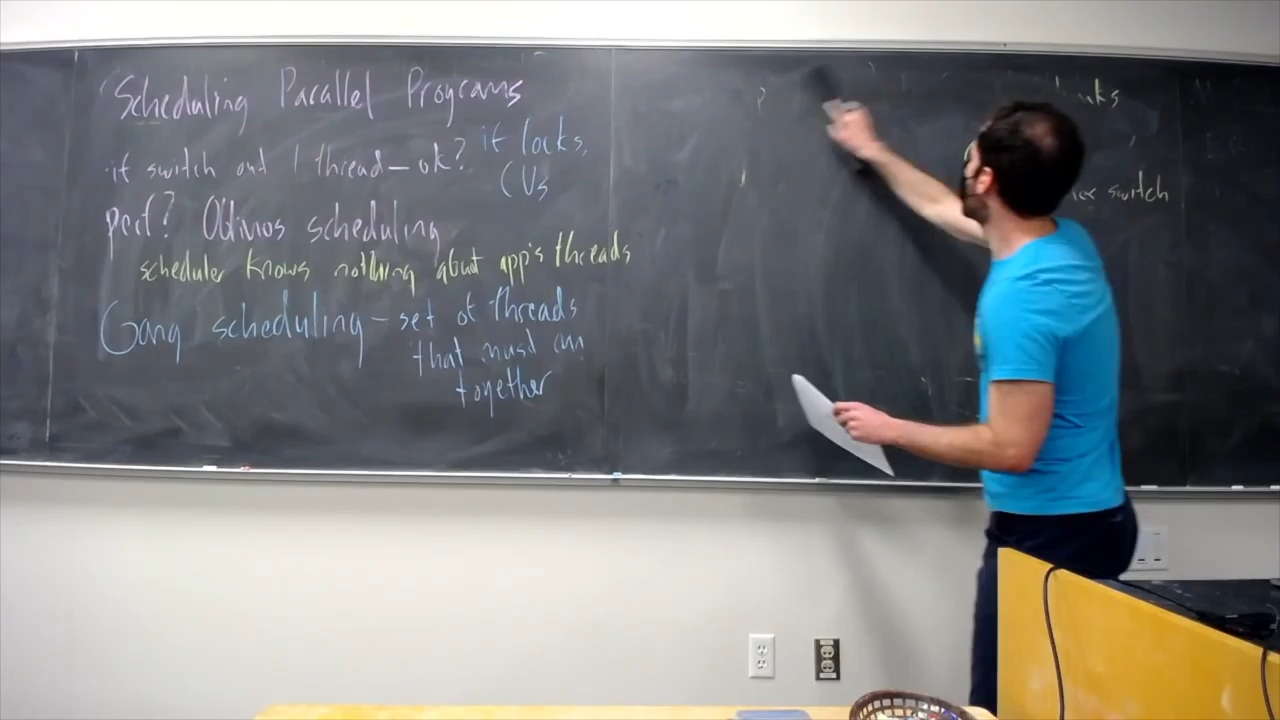 Scheduling Parallel Programs
if switch out 1 thread – ok? if locks,
CVs
perf? Oblivios scheduling
scheduler knows nothing about app's threads
Gang scheduling – set of threads
that must run
together
switch